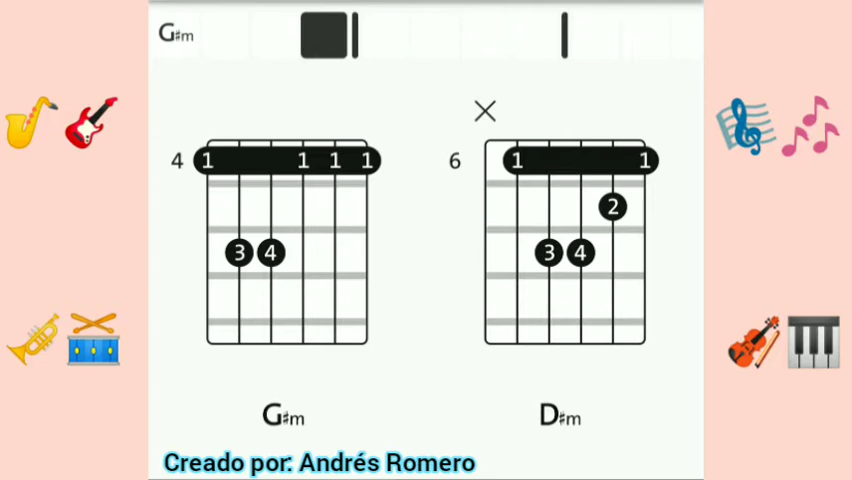 G♯m
4 1 1 1 1 6 1 1
2
3 4 3 4
G♯m D♯m
Creado por: Andrés Romero